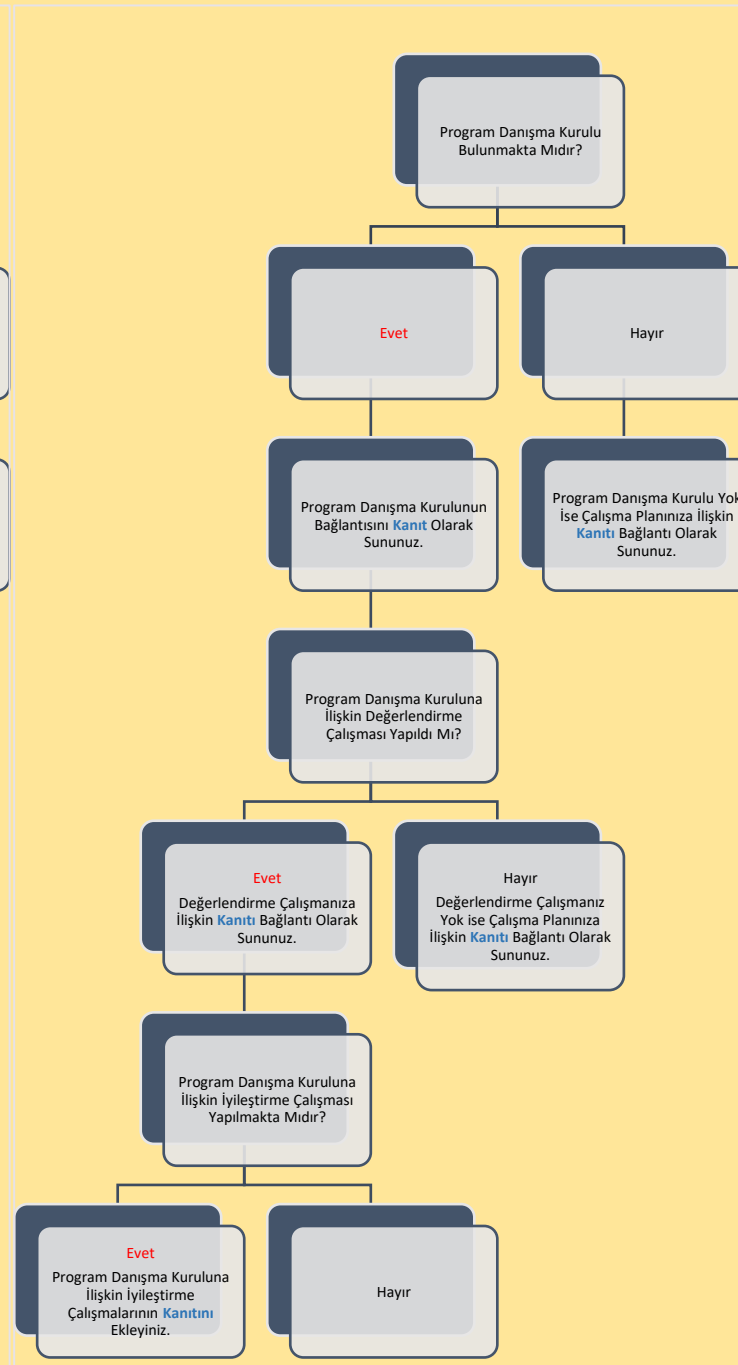 Program Danışma Kurulu
Bulunmakta Mıdır?
Evet
Hayır
Program Danışma Kurulunun
Bağlantısını Kanıt Olarak
Sununuz.
Program Danışma Kurulu Yok
İse Çalışma Planınıza İlişkin
Kanıtı Bağlantı Olarak
Sununuz.
Program Danışma Kuruluna
İlişkin Değerlendirme
Çalışması Yapıldı Mı?
Evet
Değerlendirme Çalışmanıza
İlişkin Kanıtı Bağlantı Olarak
Sununuz.
Hayır
Değerlendirme Çalışmanız
Yok ise Çalışma Planınıza
İlişkin Kanıtı Bağlantı Olarak
Sununuz.
Program Danışma Kuruluna
İlişkin İyileştirme Çalışması
Yapılmakta Mıdır?
Evet
Program Danışma Kuruluna
İlişkin İyileştirme
Çalışmalarının Kanıtını
Ekleyiniz.
Hayır